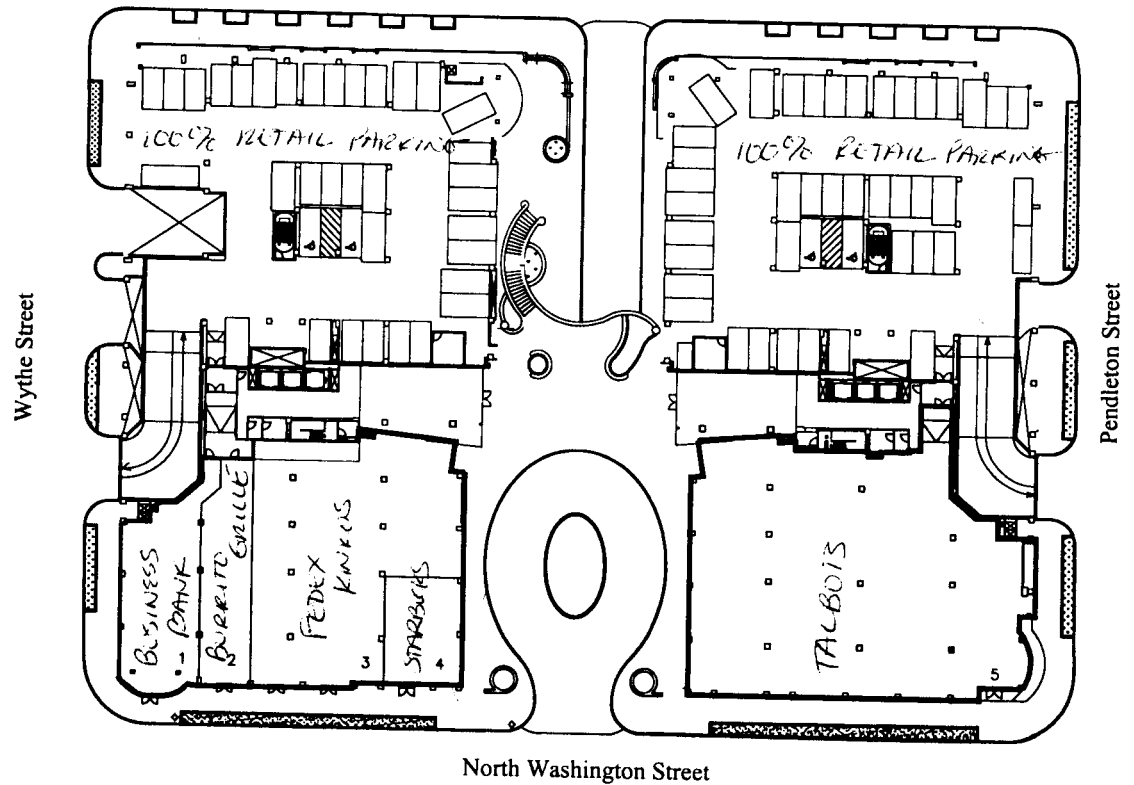 100% RETAIL PARKING
100% RETAIL PARKING
Wythe Street
Pendleton Street
BUSINESS
BANK
1
BURRITO
GRILLE
2
FEDEX
KINKOS
3
STARBUCKS
4
TALBOTS
5
North Washington Street